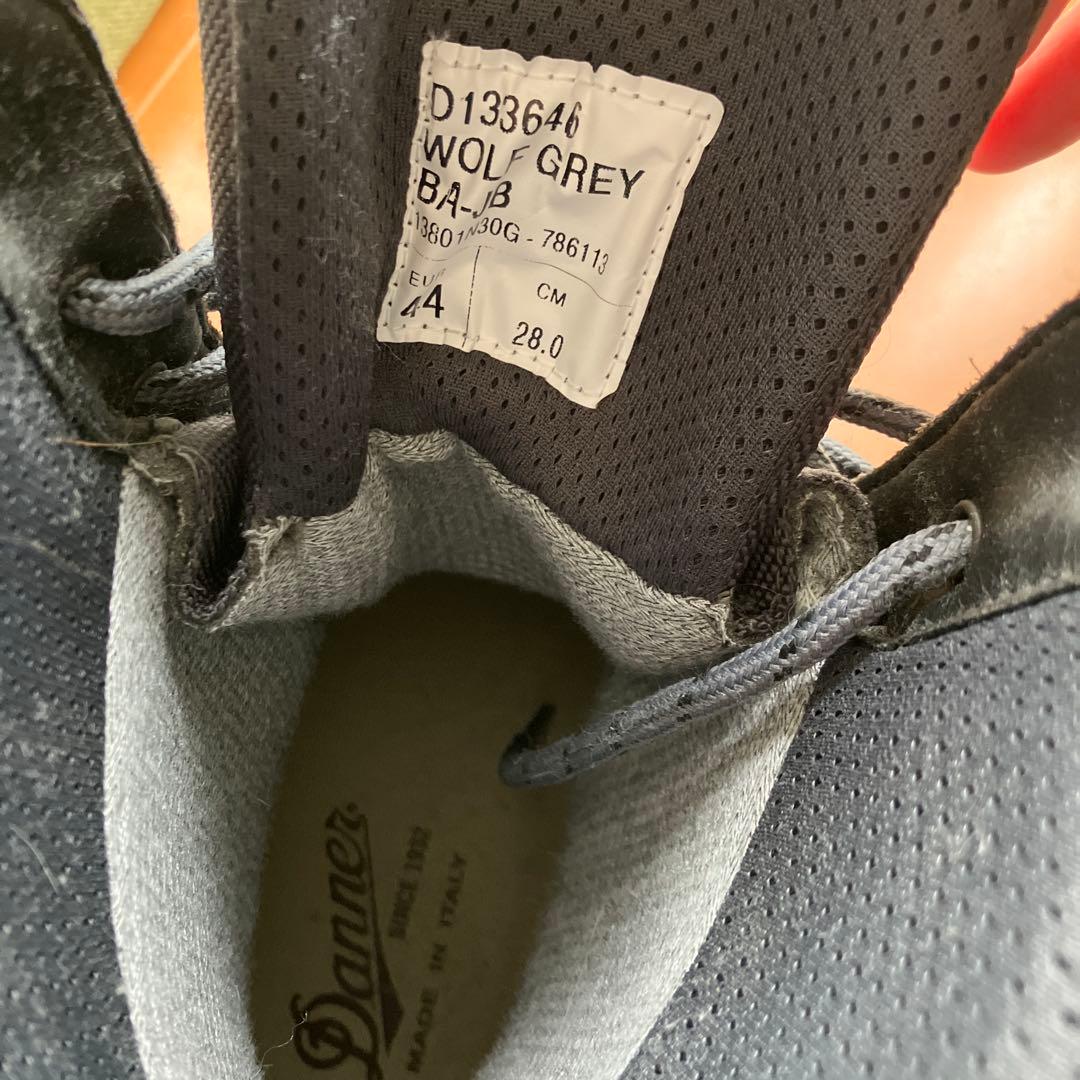 D133646
WOLF GREY
BA-JB
13801N30G - 786113
EUR CM
44 28.0
Danner
SINCE 1932
MADE IN ITALY